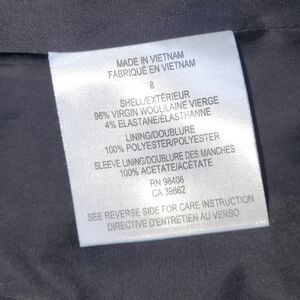 MADE IN VIETNAM
FABRIQUÉ EN VIETNAM
8
SHELL/EXTÉRIEUR
96% VIRGIN WOOL/LAINE VIERGE
4% ELASTANE/ÉLASTHANNE
LINING/DOUBLURE
100% POLYESTER/POLYESTER
SLEEVE LINING/DOUBLURE DES MANCHES
100% ACETATE/ACÉTATE
RN 98406
CA 39862
SEE REVERSE SIDE FOR CARE INSTRUCTION
DIRECTIVE D'ENTRETIEN AU VERSO